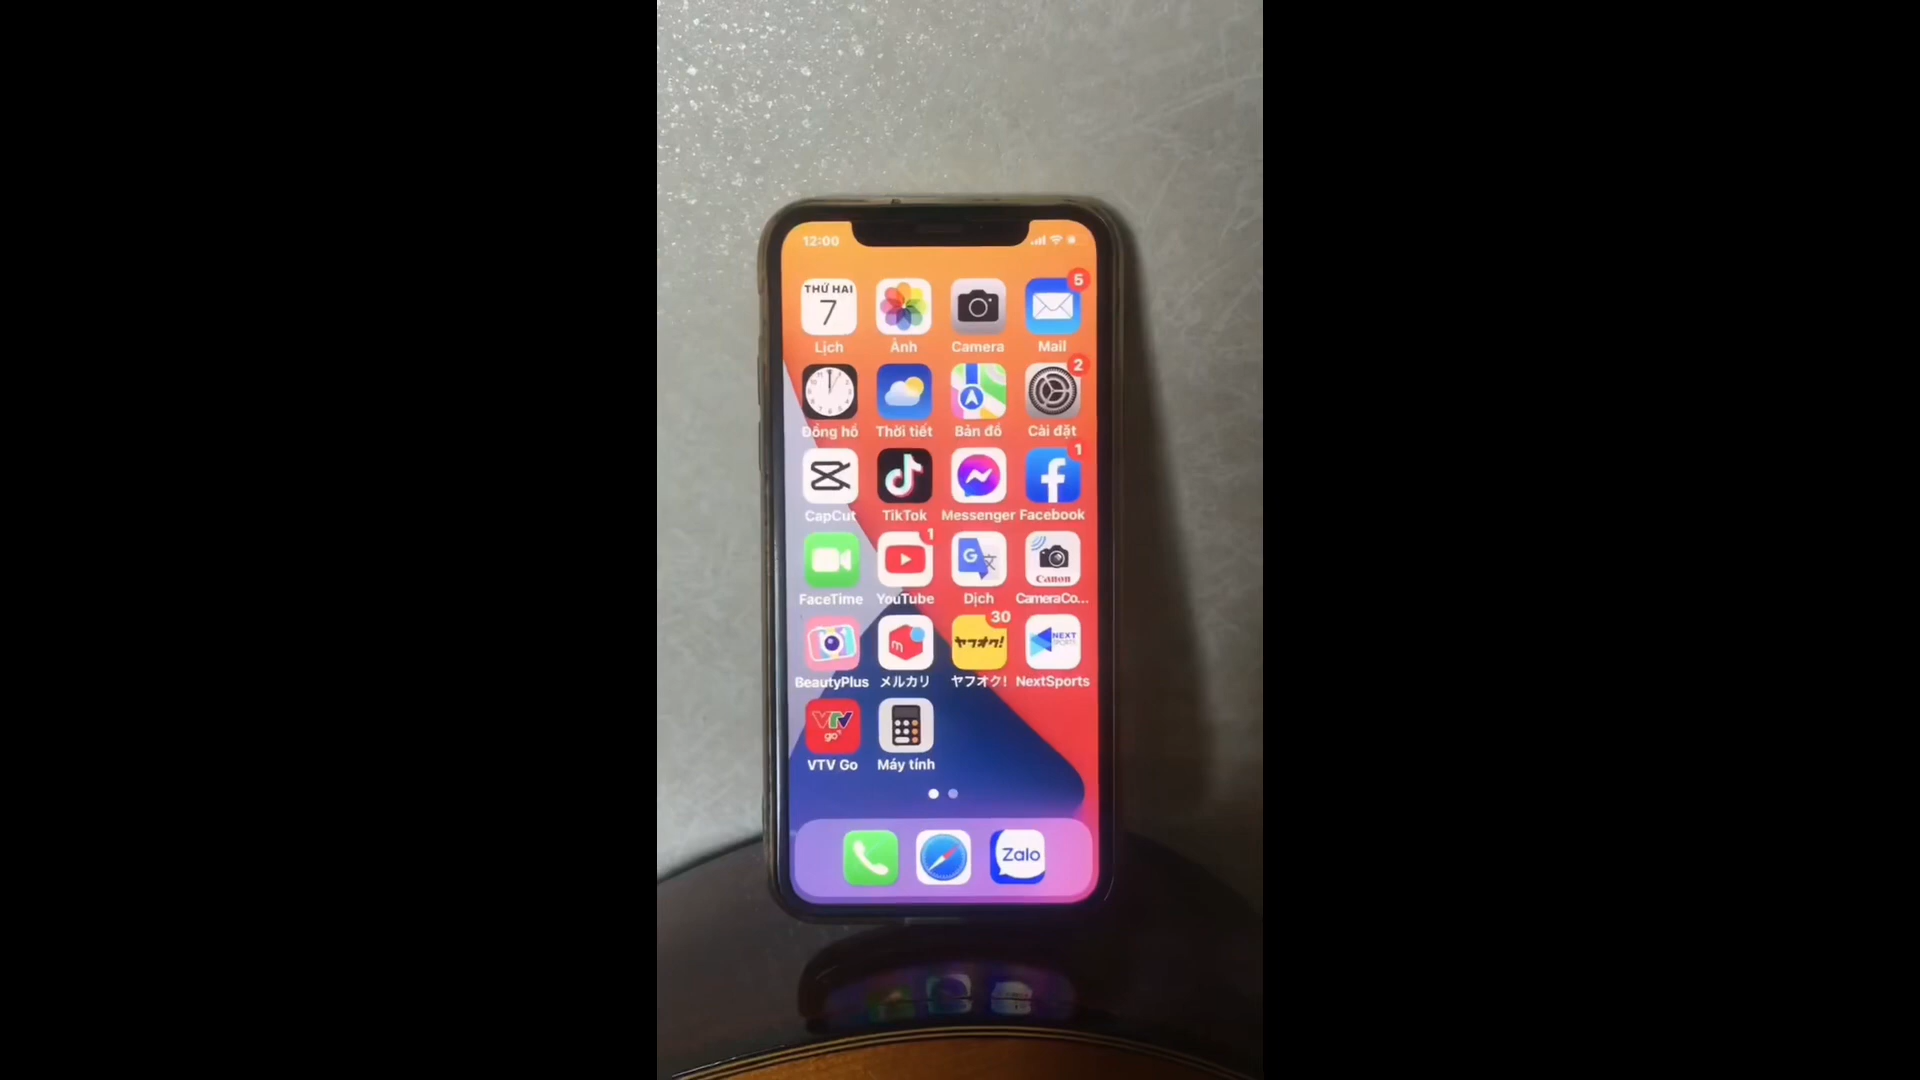 12:00
THỨ HAI
7
5
Lịch
Ảnh
Camera
Mail
2
Đồng hồ
Thời tiết
Bản đồ
Cài đặt
1
CapCut
TikTok
Messenger
Facebook
1
G
文
Canon
FaceTime
YouTube
Dịch
CameraCo...
30
m
ヤフオク!
NEXT
SPORTS
BeautyPlus
メルカリ
ヤフオク!
NextSports
VTV
go
VTV Go
Máy tính
Zalo